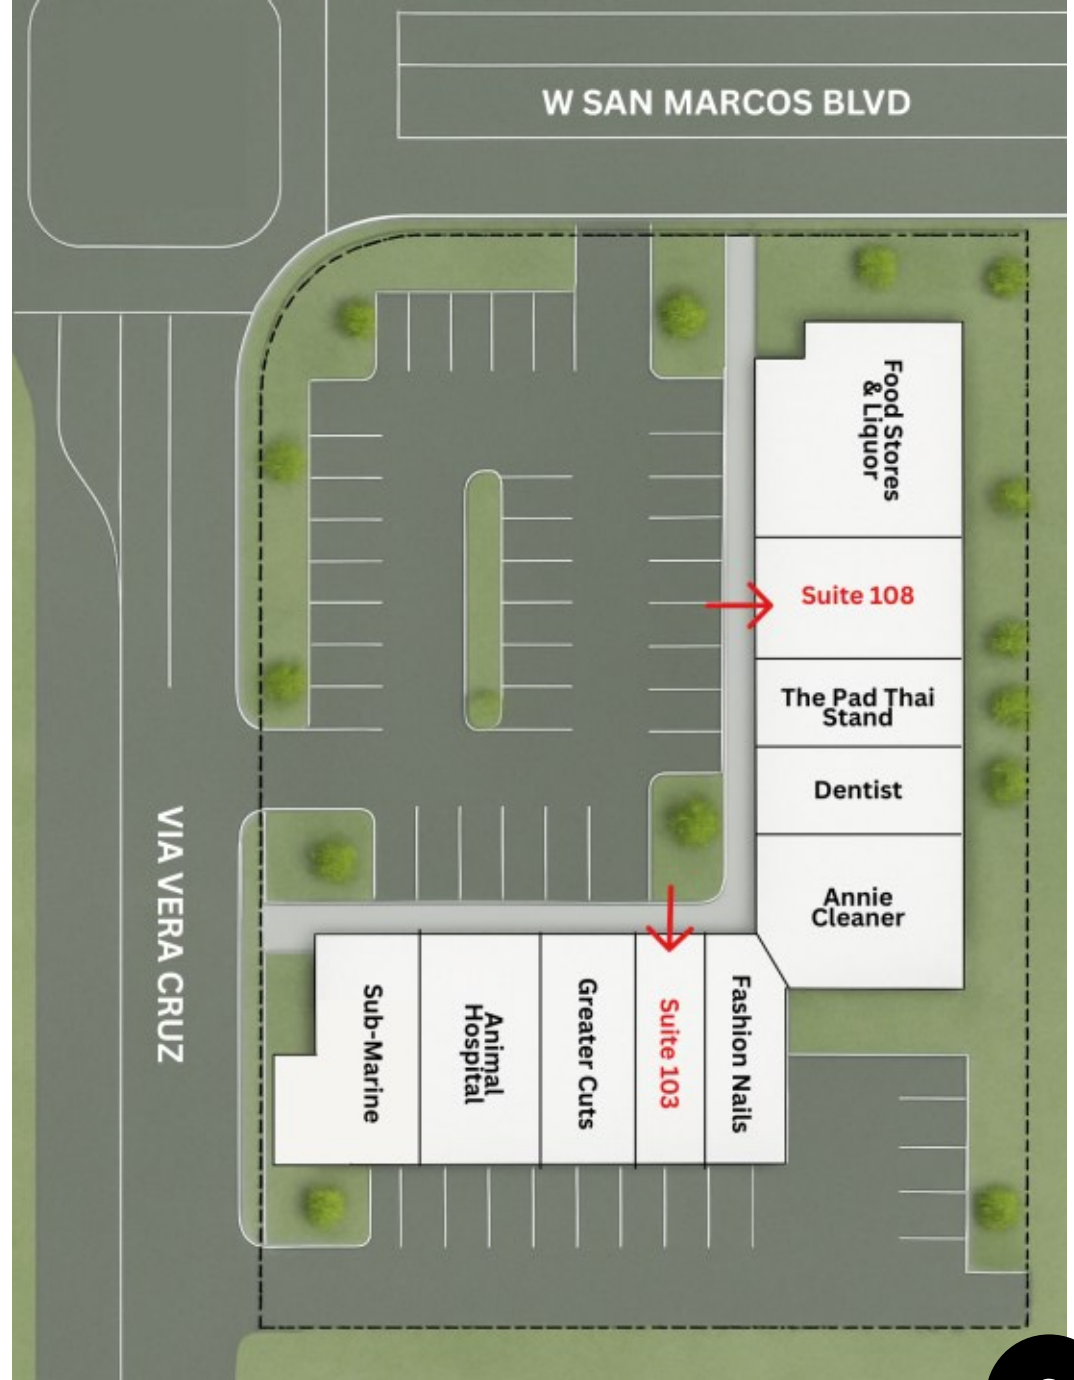 W SAN MARCOS BLVD
Food Stores
& Liquor
Suite 108
The Pad Thai
Stand
Dentist
Annie
Cleaner
VIA VERA CRUZ
Sub-Marine
Animal
Hospital
Greater Cuts
Suite 103
Fashion Nails